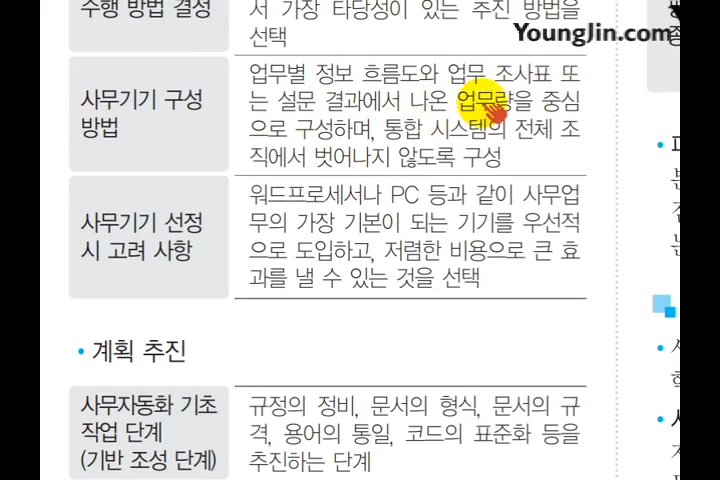 수행 방법 결정
서 가장 타당성이 있는 추진 방법을
선택
YoungJin.com
사무기기 구성
방법
업무별 정보 흐름도와 업무 조사표 또
는 설문 결과에서 나온 업무량을 중심
으로 구성하며, 통합 시스템의 전체 조
직에서 벗어나지 않도록 구성
사무기기 선정
시 고려 사항
워드프로세서나 PC 등과 같이 사무업
무의 가장 기본이 되는 기기를 우선적
으로 도입하고, 저렴한 비용으로 큰 효
과를 낼 수 있는 것을 선택
• 계획 추진
사무자동화 기초
작업 단계
(기반 조성 단계)
규정의 정비, 문서의 형식, 문서의 규
격, 용어의 통일, 코드의 표준화 등을
추진하는 단계